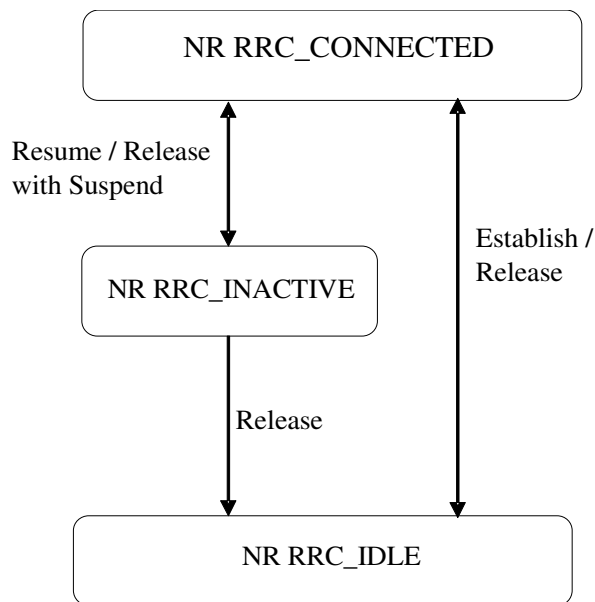 NR RRC_CONNECTED
Resume / Release
with Suspend
Establish /
Release
NR RRC_INACTIVE
Release
NR RRC_IDLE